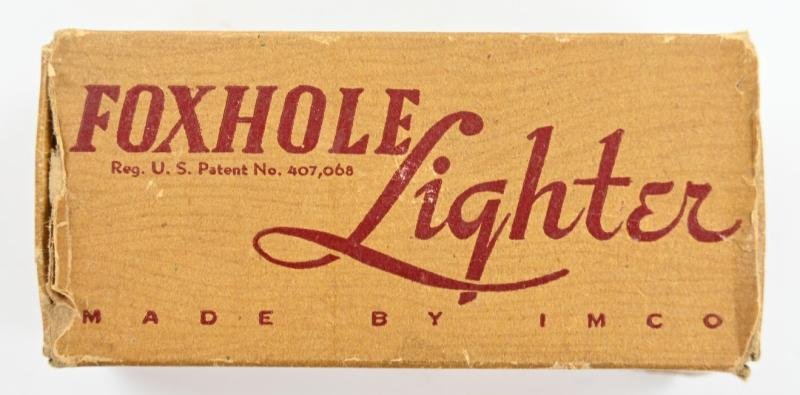 FOXHOLE
Reg. U. S. Patent No. 407,068
Lighter
MADE BY IMCO